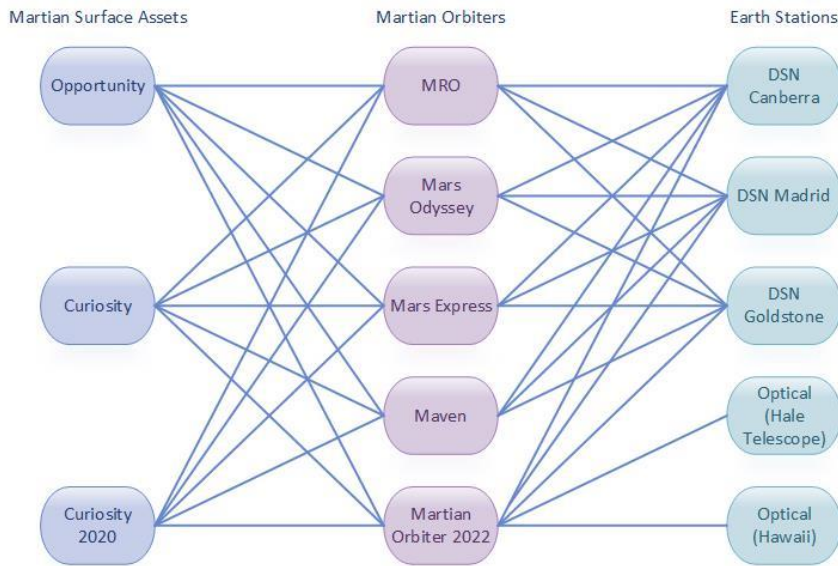 Martian Surface Assets
Martian Orbiters
Earth Stations
Opportunity
MRO
DSN
Canberra
Mars
Odyssey
DSN Madrid
Curiosity
Mars Express
DSN
Goldstone
Maven
Optical
(Hale
Telescope)
Curiosity
2020
Martian
Orbiter 2022
Optical
(Hawaii)